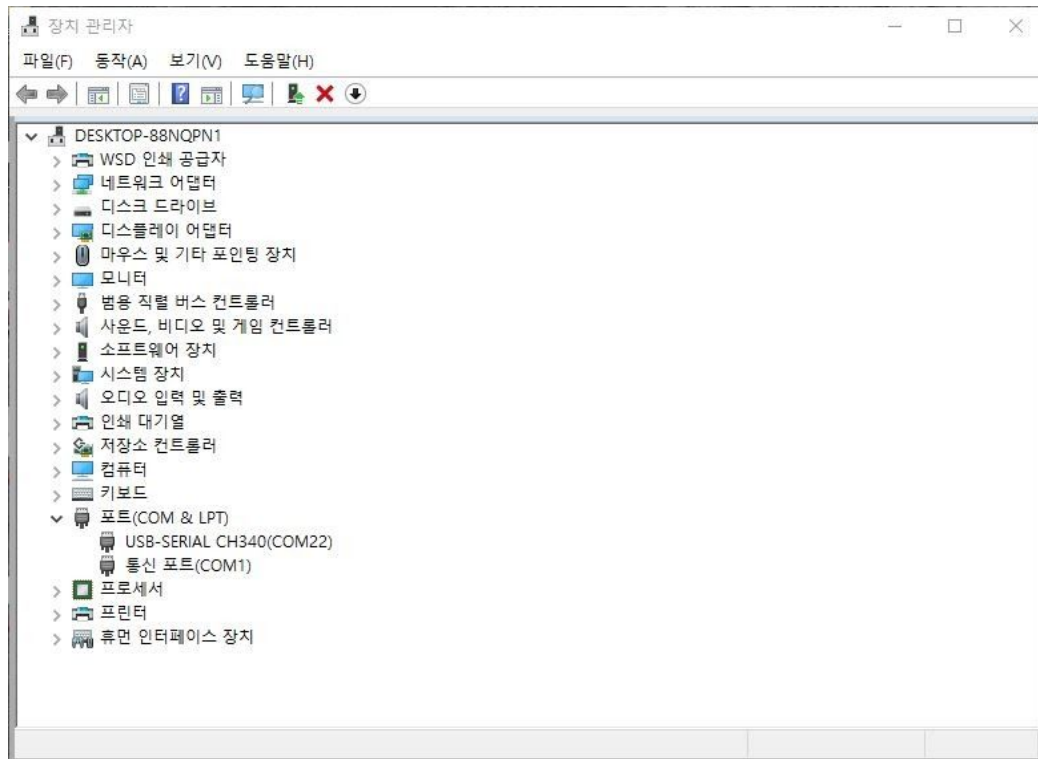 장치 관리자
파일(F) 동작(A) 보기(V) 도움말(H)
DESKTOP-88NQPN1
WSD 인쇄 공급자
네트워크 어댑터
디스크 드라이브
디스플레이 어댑터
마우스 및 기타 포인팅 장치
모니터
범용 직렬 버스 컨트롤러
사운드, 비디오 및 게임 컨트롤러
소프트웨어 장치
시스템 장치
오디오 입력 및 출력
인쇄 대기열
저장소 컨트롤러
컴퓨터
키보드
포트(COM & LPT)
USB-SERIAL CH340(COM22)
통신 포트(COM1)
프로세서
프린터
휴먼 인터페이스 장치